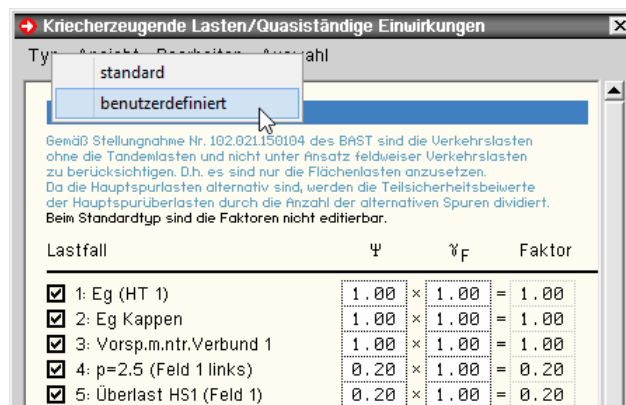 Kriecherzeugende Lasten/Quasiständige Einwirkungen
standard
benutzerdefiniert
Gemäß Stellungnahme Nr. 102.021.150104 des BAST sind die Verkehrslasten
ohne die Tandemlasten und nicht unter Ansatz feldweiser Verkehrslasten
zu berücksichtigen. D.h. es sind nur die Flächenlasten anzusetzen.
Da die Hauptspurlasten alternativ sind, werden die Teilsicherheitsbeiwerte
der Hauptspurüberlasten durch die Anzahl der alternativen Spuren dividiert.
Beim Standardtyp sind die Faktoren nicht editierbar.
Lastfall Ψ γF Faktor
1: Eg (HT 1) 1.00 × 1.00 = 1.00
2: Eg Kappen 1.00 × 1.00 = 1.00
3: Vorsp.m.ntr.Verbund 1 1.00 × 1.00 = 1.00
4: p=2.5 (Feld 1 links) 0.20 × 1.00 = 0.20
5: Überlast HS1 (Feld 1) 0.20 × 1.00 = 0.20